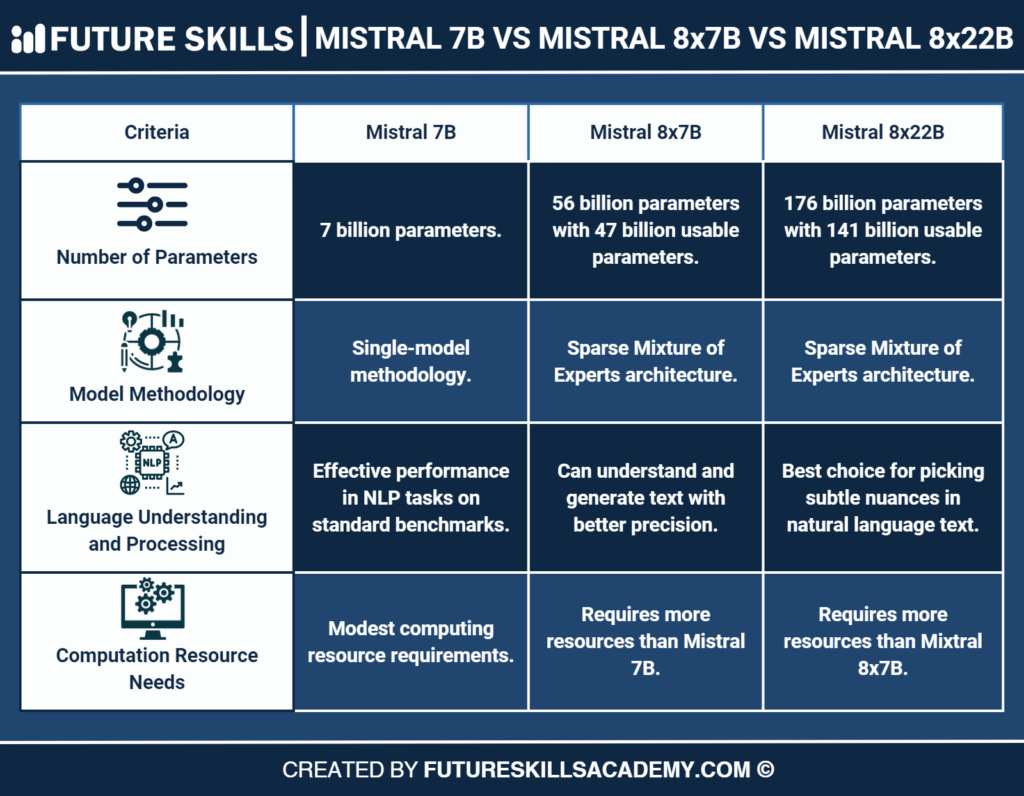 FUTURE SKILLS | MISTRAL 7B VS MISTRAL 8x7B VS MISTRAL 8x22B
Criteria
Mistral 7B
Mistral 8x7B
Mistral 8x22B
Number of Parameters
7 billion parameters.
56 billion parameters
with 47 billion usable
parameters.
176 billion parameters
with 141 billion usable
parameters.
Model Methodology
Single-model
methodology.
Sparse Mixture of
Experts architecture.
Sparse Mixture of
Experts architecture.
A
NLP
Language Understanding
and Processing
Effective performance
in NLP tasks on
standard benchmarks.
Can understand and
generate text with
better precision.
Best choice for picking
subtle nuances in
natural language text.
Computation Resource
Needs
Modest computing
resource requirements.
Requires more
resources than Mistral
7B.
Requires more
resources than Mixtral
8x7B.
CREATED BY FUTURESKILLSACADEMY.COM ©